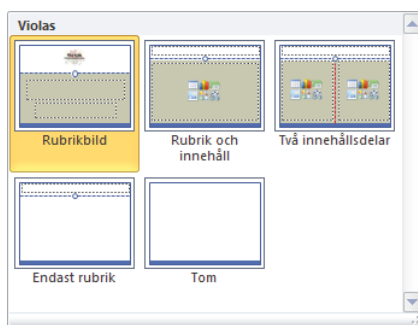 Violas
Rubrikbild
Rubrik och
innehåll
Två innehållsdelar
Endast rubrik
Tom